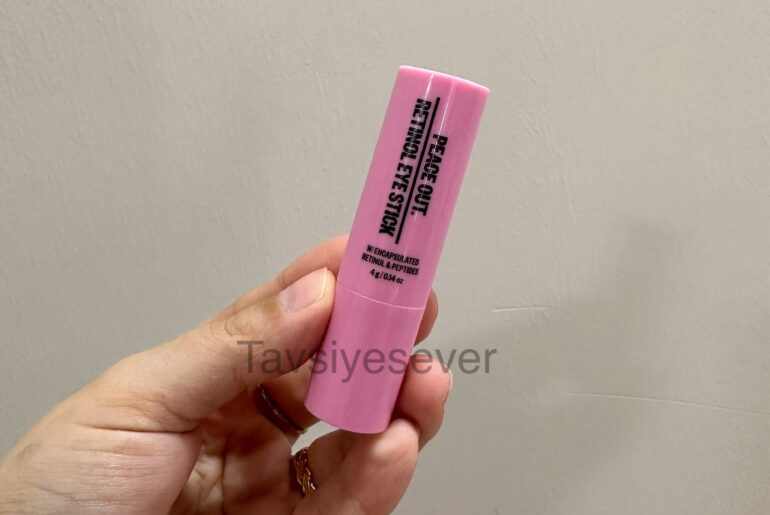 PEACE OUT.
RETINOL EYE STICK
W/ ENCAPSULATED
RETINOL & PEPTIDES
4 g / 0.14 oz
Tavsiyesever